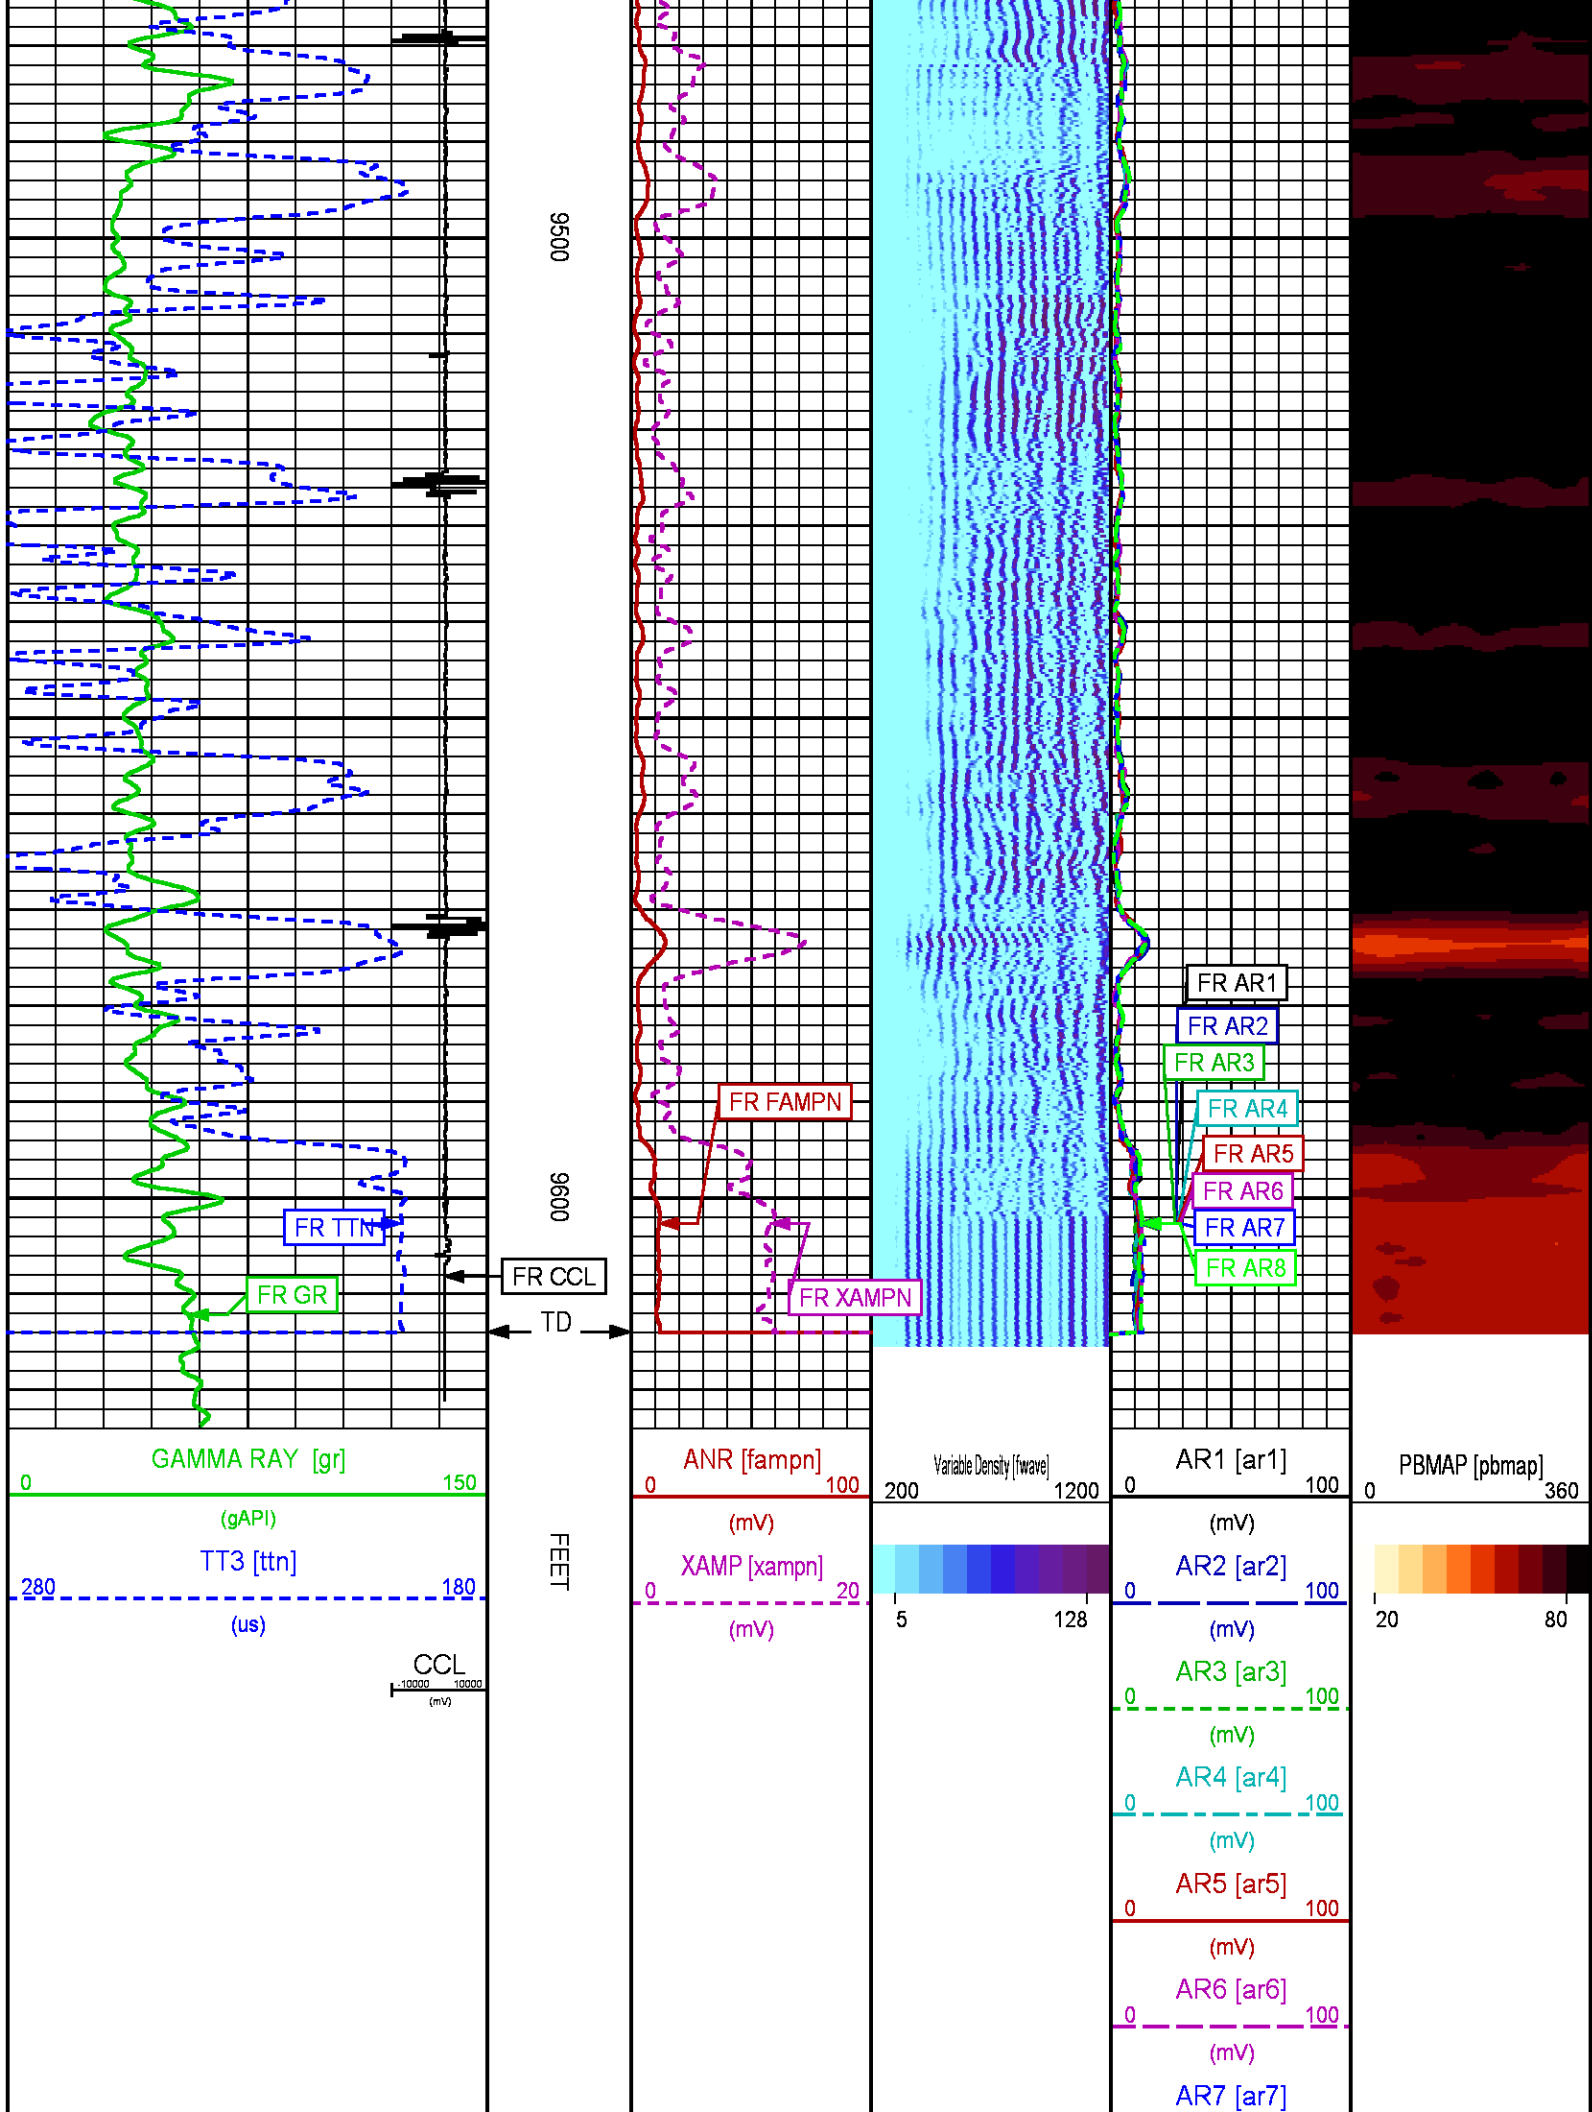 9500
FR AR1
FR AR2
FR AR3
FR FAMPN
FR AR4
FR AR5
9600
FR AR6
FR TTN
FR AR7
FR AR8
FR CCL
FR GR
FR XAMPN
TD
GAMMA RAY [gr]
0 150
(gAPI)
TT3 [ttn]
280 180
(us)
CCL
-10000 10000
(mV)
FEET
ANR [fampn]
0 100
(mV)
XAMP [xampn]
0 20
(mV)
Variable Density [fwave]
200 1200
5 128
AR1 [ar1]
0 100
(mV)
AR2 [ar2]
0 100
(mV)
AR3 [ar3]
0 100
(mV)
AR4 [ar4]
0 100
(mV)
AR5 [ar5]
0 100
(mV)
AR6 [ar6]
0 100
(mV)
AR7 [ar7]
PBMAP [pbmap]
0 360
20 80